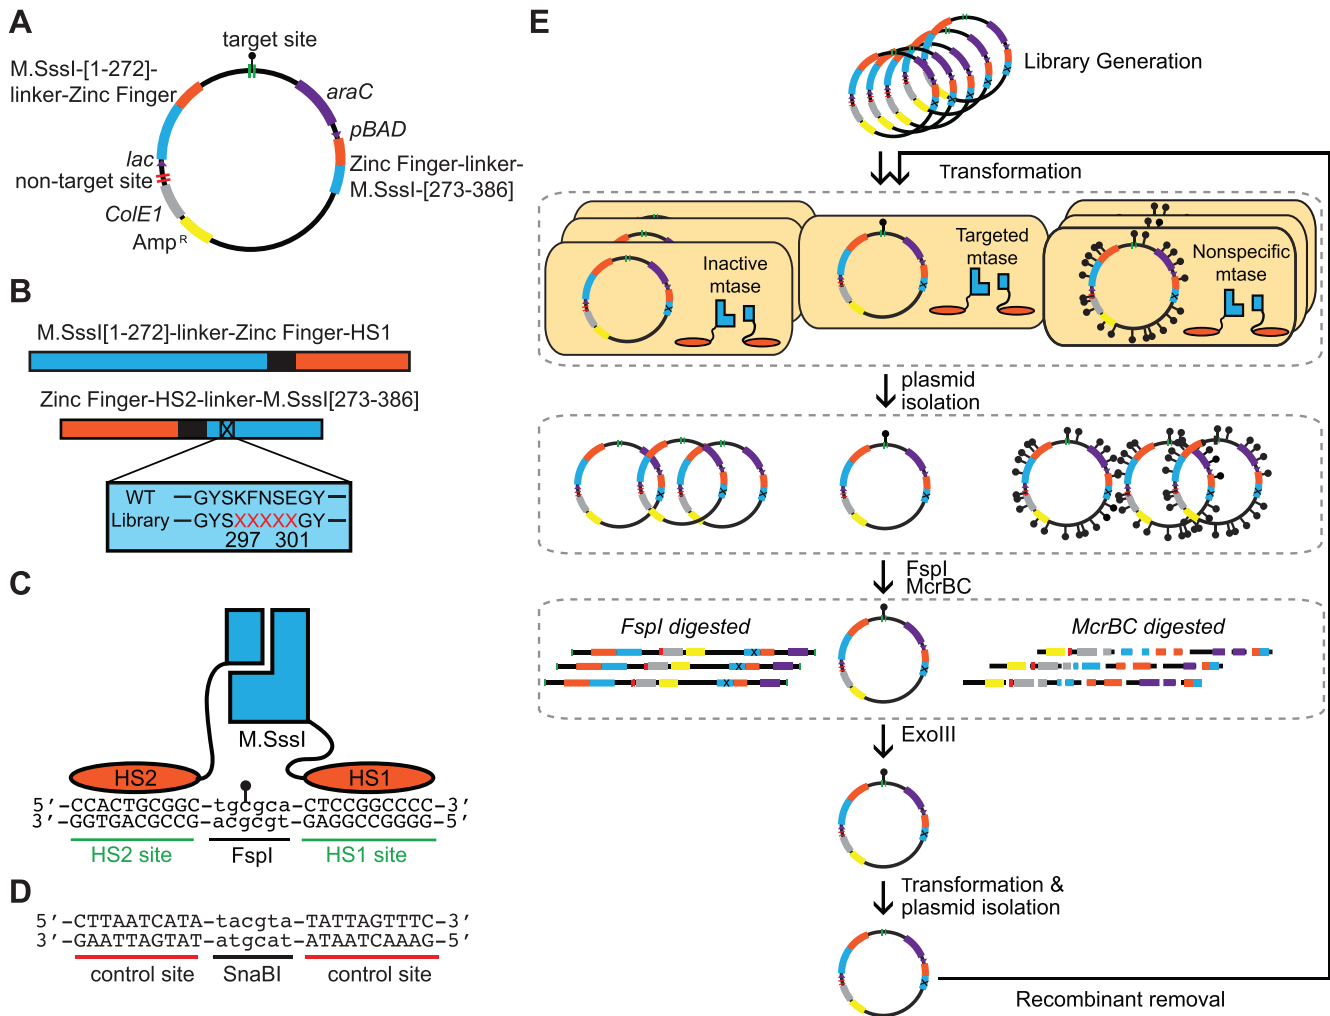 A
target site
M.SssI-[1-272]-
linker-Zinc Finger
araC
pBAD
lac
non-target site
Zinc Finger-linker-
M.SssI-[273-386]
ColE1
Amp R
B
M.SssI[1-272]-linker-Zinc Finger-HS1
Zinc Finger-HS2-linker-M.SssI[273-386]
X
WT —GYSKFNSEGY—
Library —GYSXXXXXGY—
297 301
C
M.SssI
HS2 HS1
5′-CCACTGCGGC-tgcgca-CTCCGGCCCC-3′
3′-GGTGACGCCG-acgcgt-GAGGCCGGGG-5′
HS2 site FspI HS1 site
D
5′-CTTAATCATA-tacgta-TATTAGTTTC-3′
3′-GAATTAGTAT-atgcat-ATAATCAAAG-5′
control site SnaBI control site
E
Library Generation
Transformation
Inactive
mtase
Targeted
mtase
Nonspecific
mtase
plasmid
isolation
FspI
McrBC
FspI digested
McrBC digested
X
X
X
ExoIII
Transformation &
plasmid isolation
Recombinant removal